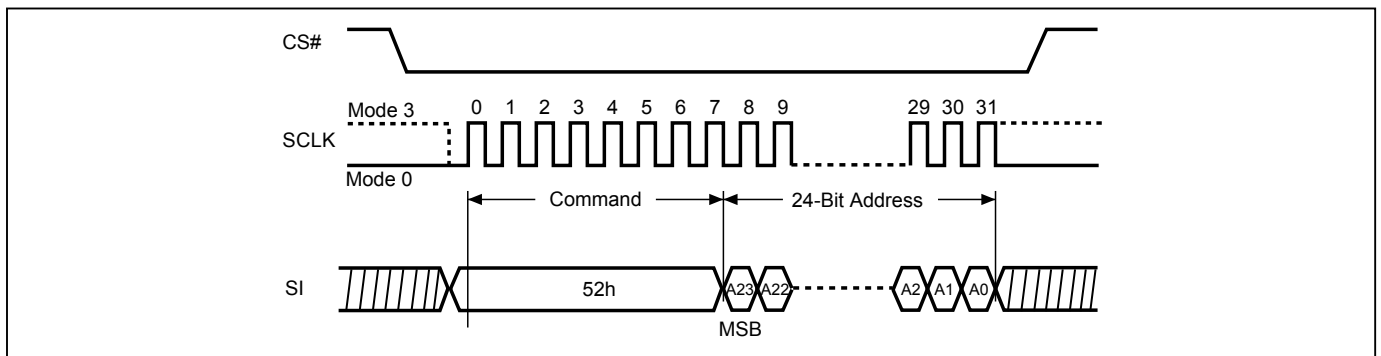 CS#
Mode 3
0 1 2 3 4 5 6 7 8 9 29 30 31
SCLK
Mode 0
Command 24-Bit Address
SI 52h A23 A22 A2 A1 A0
MSB